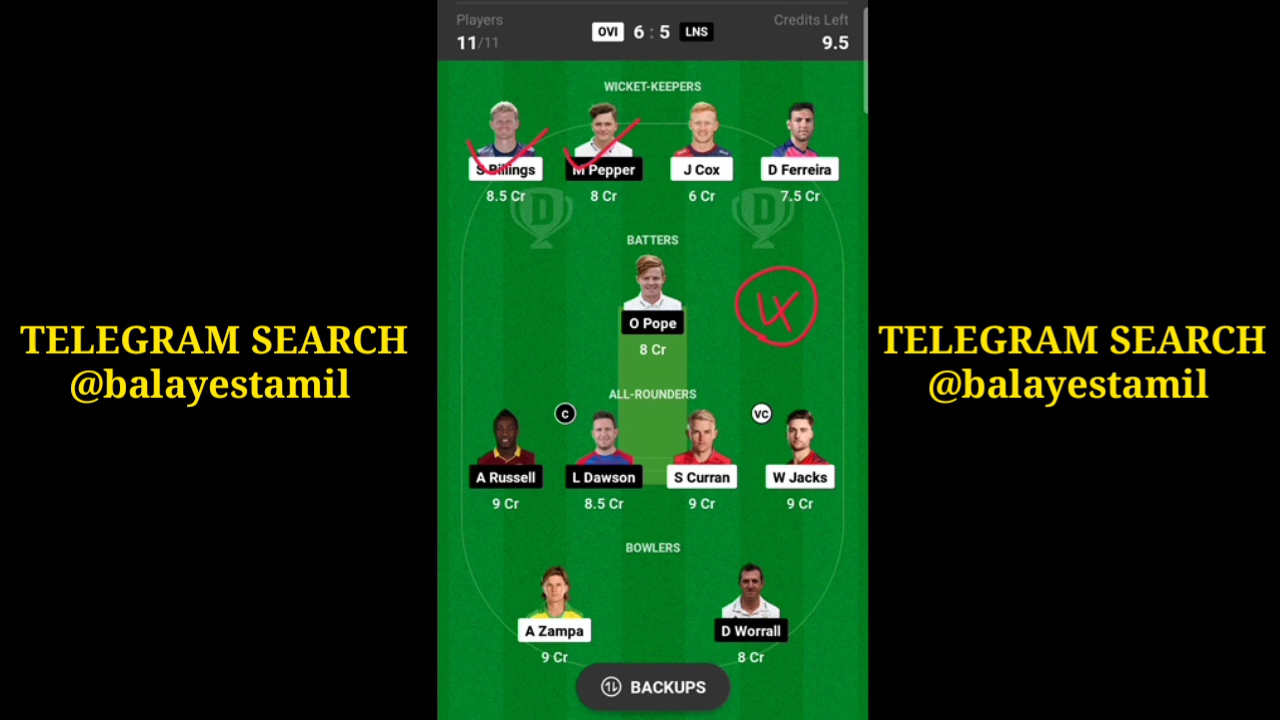 Players
11/11
OVI 6 : 5 LNS
Credits Left
9.5
WICKET-KEEPERS
S Billings
M Pepper
J Cox
D Ferreira
8.5 Cr
8 Cr
6 Cr
7.5 Cr
D
D
BATTERS
O Pope
8 Cr
TELEGRAM SEARCH
@balayestamil
TELEGRAM SEARCH
@balayestamil
ALL-ROUNDERS
C
VC
A Russell
L Dawson
S Curran
W Jacks
9 Cr
8.5 Cr
9 Cr
9 Cr
BOWLERS
A Zampa
D Worrall
9 Cr
8 Cr
BACKUPS